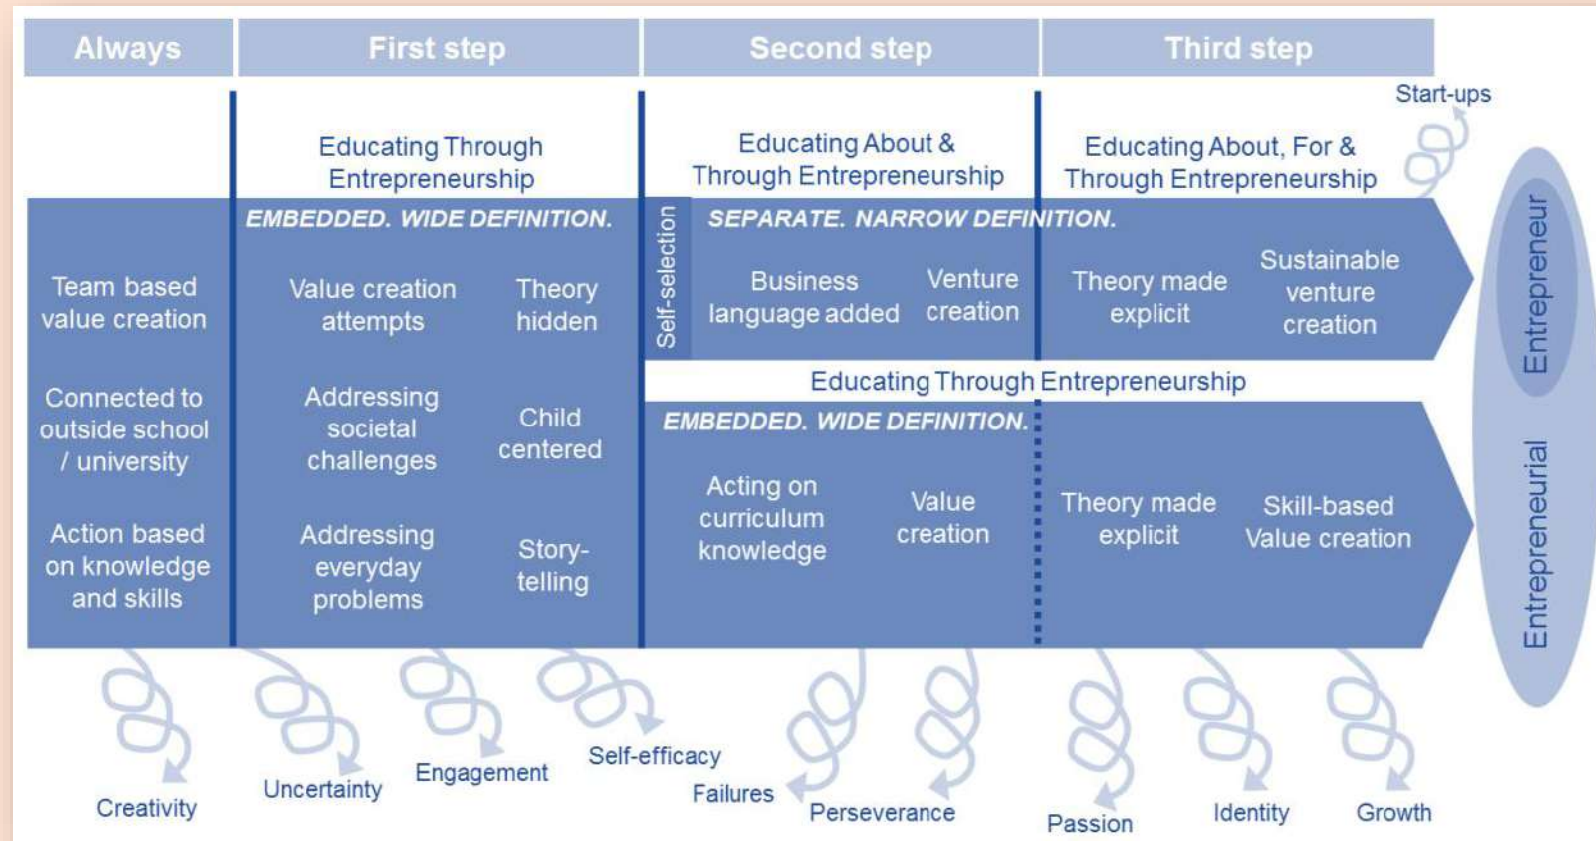 Always
First step
Second step
Third step
Start-ups
Educating Through
Entrepreneurship
Educating About &
Through Entrepreneurship
Educating About, For &
Through Entrepreneurship
EMBEDDED. WIDE DEFINITION.
Self-selection
SEPARATE. NARROW DEFINITION.
Team based
value creation
Value creation
attempts
Theory
hidden
Business
language added
Venture
creation
Theory made
explicit
Sustainable
venture
creation
Entrepreneur
Educating Through Entrepreneurship
Connected to
outside school
/ university
Addressing
societal
challenges
Child
centered
EMBEDDED. WIDE DEFINITION.
Acting on
curriculum
knowledge
Value
creation
Theory made
explicit
Skill-based
Value creation
Entrepreneurial
Action based
on knowledge
and skills
Addressing
everyday
problems
Story-
telling
Creativity
Uncertainty
Engagement
Self-efficacy
Failures
Perseverance
Passion
Identity
Growth